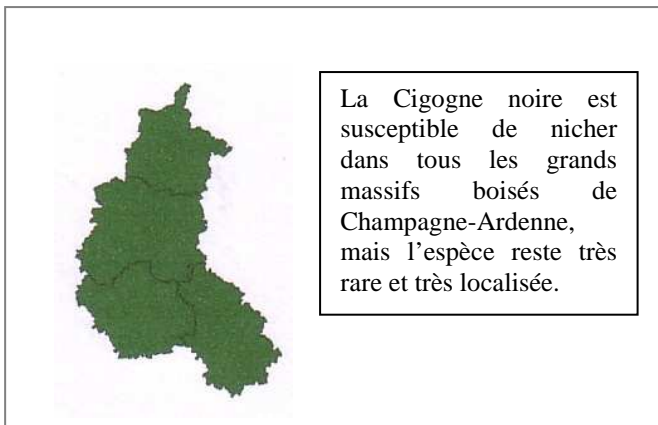 La Cigogne noire est
susceptible de nicher
dans tous les grands
massifs boisés de
Champagne-Ardenne,
mais l’espèce reste très
rare et très localisée.